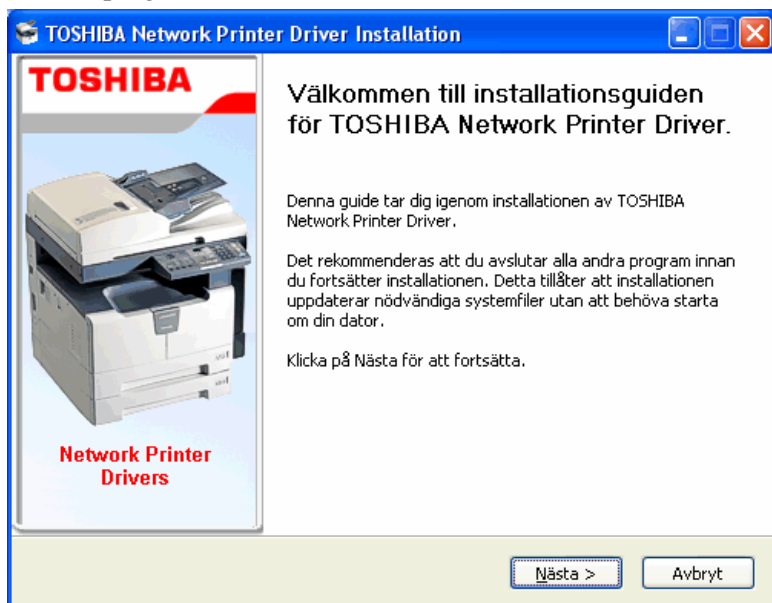 TOSHIBA Network Printer Driver Installation
TOSHIBA
Välkommen till installationsguiden
för TOSHIBA Network Printer Driver.
Denna guide tar dig igenom installationen av TOSHIBA
Network Printer Driver.
Det rekommenderas att du avslutar alla andra program innan
du fortsätter installationen. Detta tillåter att installationen
uppdaterar nödvändiga systemfiler utan att behöva starta
om din dator.
Klicka på Nästa för att fortsätta.
Network Printer
Drivers
Nästa >
Avbryt